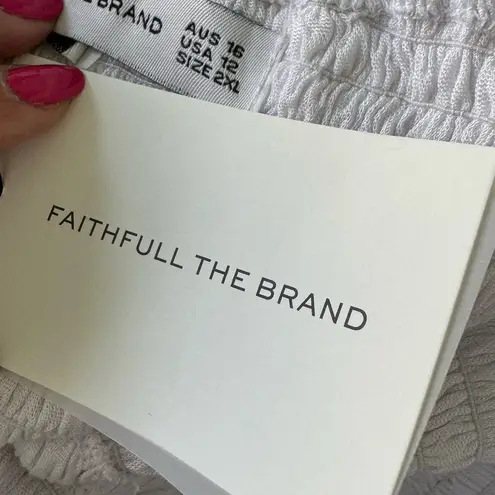 BRAND
AUS 16
USA 12
SIZE 2XL
FAITHFULL THE BRAND